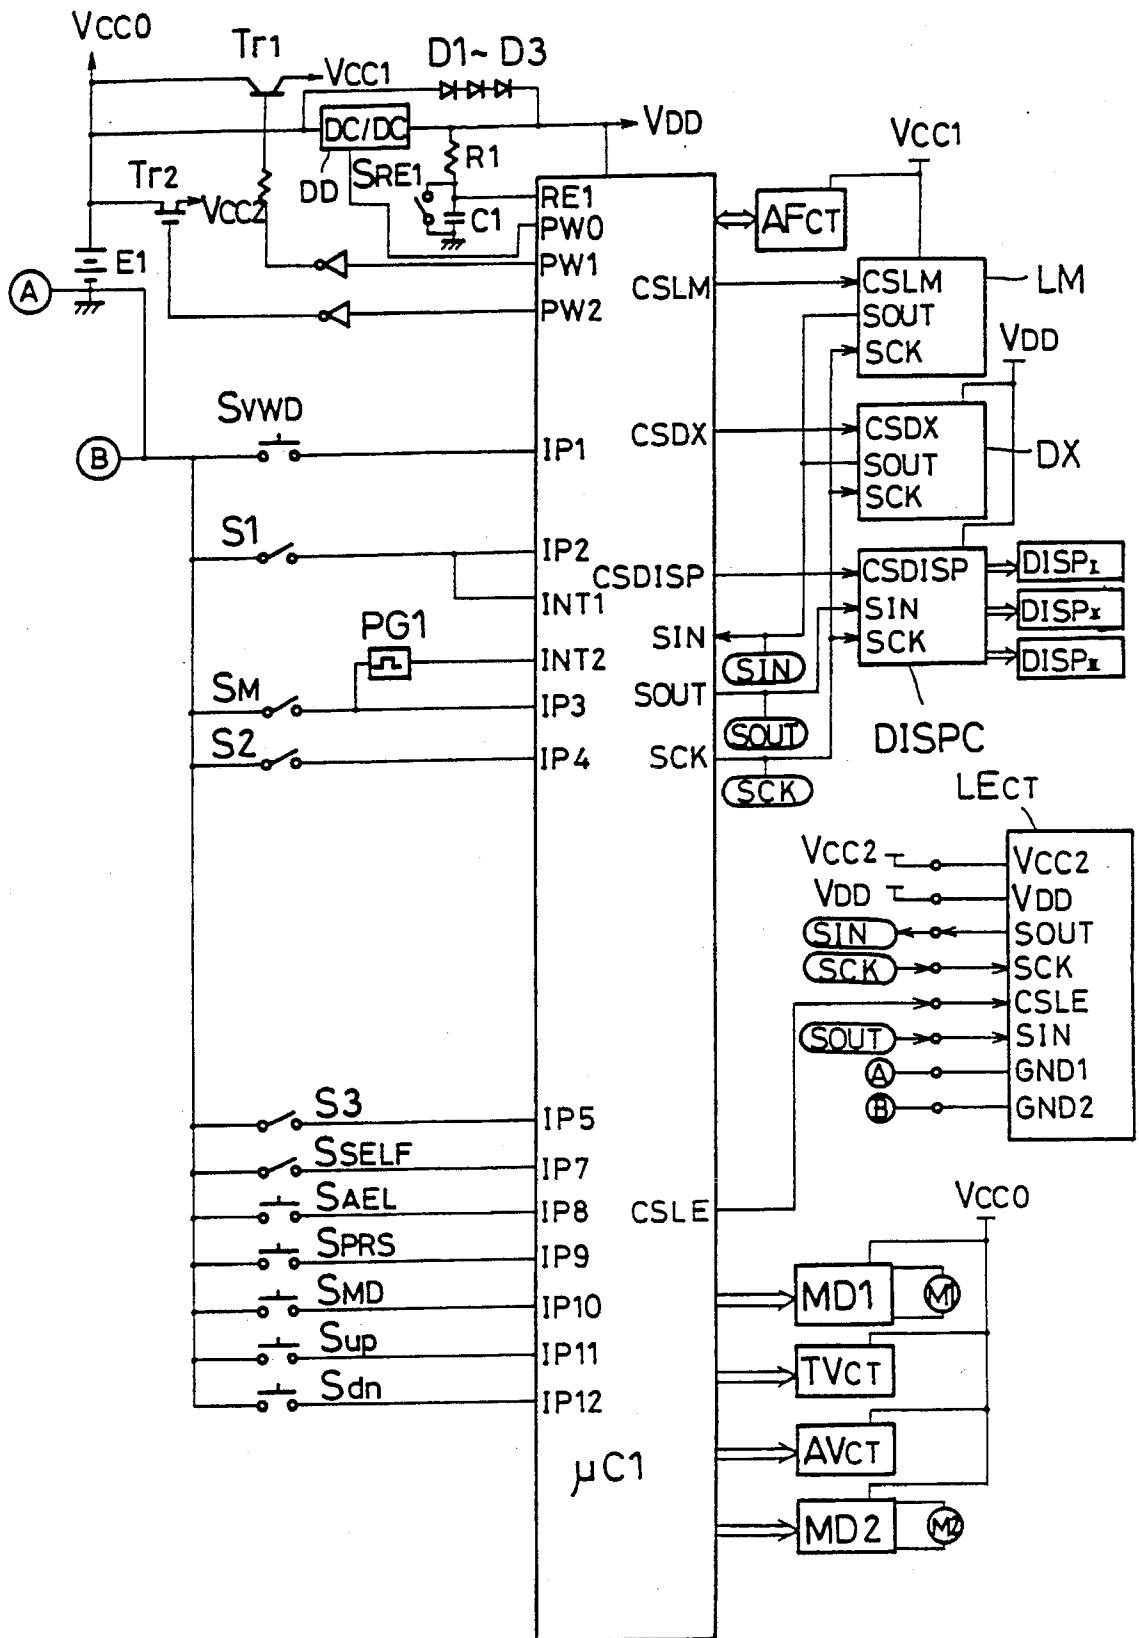 VCC0
Tr1
VCC1
D1~D3
DC/DC
VDD
DD
SRE1
R1
C1
Tr2
VCC2
E1
A
B
RE1
PW0
PW1
PW2
SVWD
IP1
S1
IP2
INT1
PG1
INT2
SM
IP3
S2
IP4
S3
IP5
SSELF
IP7
SAEL
IP8
SPRS
IP9
SMD
IP10
Sup
IP11
Sdn
IP12
μC1
CSLM
CSDX
CSDISP
SIN
SOUT
SCK
CSLE
SIN
SOUT
SCK
AFCT
VCC1
CSLM
SOUT
SCK
LM
VDD
CSDX
SOUT
SCK
DX
CSDISP
SIN
SCK
DISPC
DISPI
DISPII
DISPIII
LECT
VCC2
VDD
SIN
SCK
SOUT
A
B
VCC2
VDD
SOUT
SCK
CSLE
SIN
GND1
GND2
VCC0
MD1
M1
TVCT
AVCT
MD2
M2